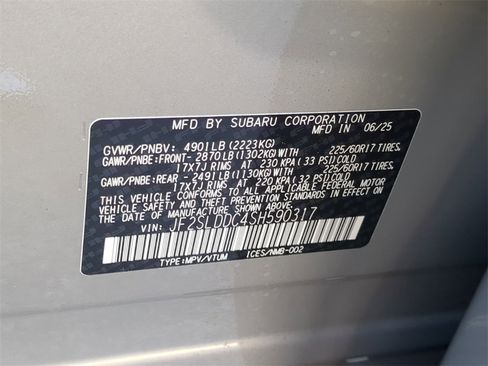 MFD BY SUBARU CORPORATION
MFD IN 06/25
GVWR/PNBV: 4901LB (2223KG)
GAWR/PNBE:FRONT- 2870LB(1302KG)WITH 225/60R17 TIRES,
17x7J RIMS AT 230 KPA (33 PSI)COLD
GAWR/PNBE:REAR - 2491LB(1130KG)WITH 225/60R17 TIRES,
17x7J RIMS AT 220 KPA (32 PSI)COLD
THIS VEHICLE CONFORMS TO ALL APPLICABLE FEDERAL MOTOR
VEHICLE SAFETY STANDARDS IN EFFECT
ON THE DATE OF MANUFACTURE SHOWN ABOVE.
VIN: JF2SLDDC4SH590317
TYPE:MPV/VTUM ICES/NMB-002